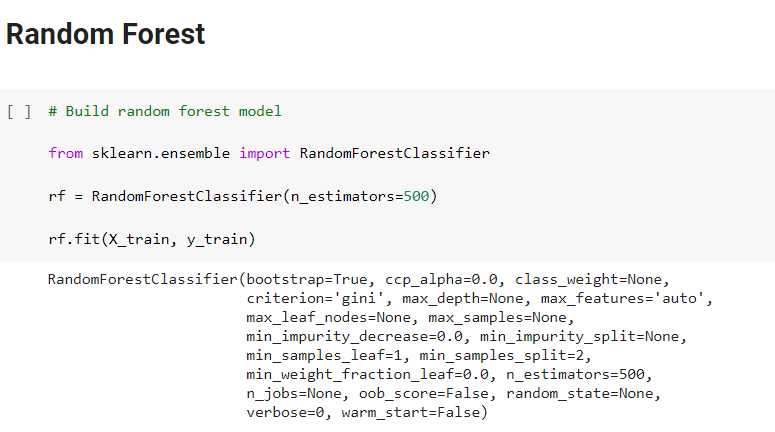 Random Forest
[ ] # Build random forest model
from sklearn.ensemble import RandomForestClassifier
rf = RandomForestClassifier(n_estimators=500)
rf.fit(X_train, y_train)
RandomForestClassifier(bootstrap=True, ccp_alpha=0.0, class_weight=None,
criterion='gini', max_depth=None, max_features='auto',
max_leaf_nodes=None, max_samples=None,
min_impurity_decrease=0.0, min_impurity_split=None,
min_samples_leaf=1, min_samples_split=2,
min_weight_fraction_leaf=0.0, n_estimators=500,
n_jobs=None, oob_score=False, random_state=None,
verbose=0, warm_start=False)